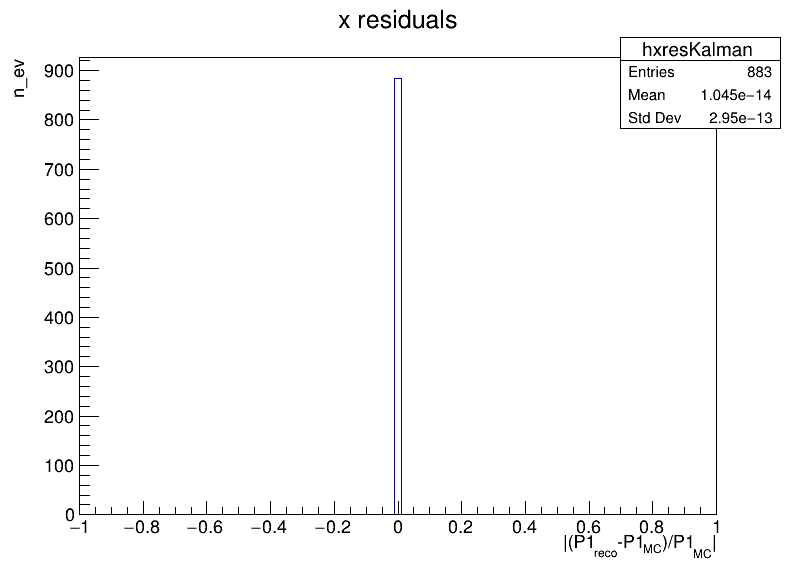 x residuals
hxresKalman
Entries 883
Mean 1.045e−14
Std Dev 2.95e−13
n_ev
900
800
700
600
500
400
300
200
100
0
−1 −0.8 −0.6 −0.4 −0.2 0 0.2 0.4 0.6 0.8 1
|(P1reco-P1MC)/P1MC|